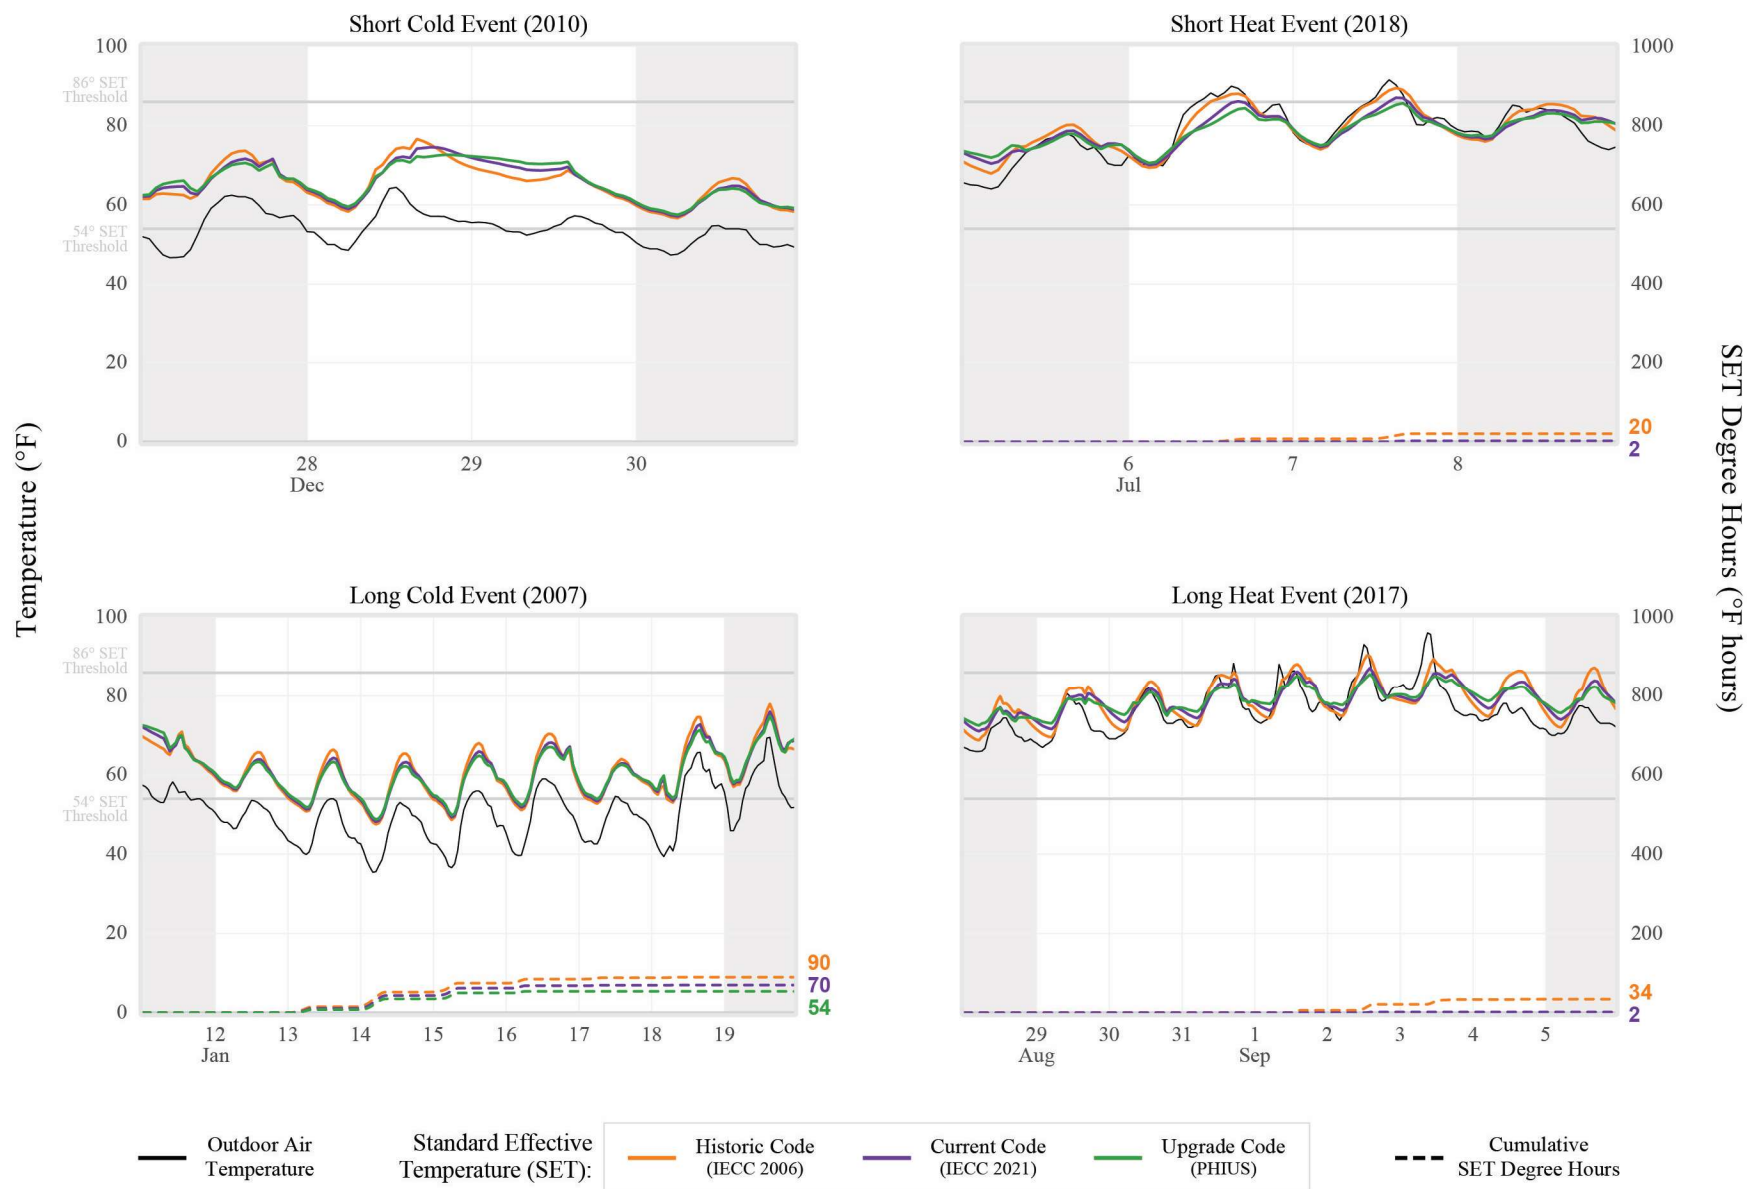 Short Cold Event (2010)
100
86° SET
Threshold
80
60
54° SET
Threshold
40
20
0
28
29
30
Dec
Short Heat Event (2018)
1000
800
600
400
200
20
2
6
7
8
Jul
Temperature (°F)
SET Degree Hours (°F hours)
Long Cold Event (2007)
100
86° SET
Threshold
80
60
54° SET
Threshold
40
20
0
90
70
54
12
13
14
15
16
17
18
19
Jan
Long Heat Event (2017)
1000
800
600
400
200
34
2
29
30
31
1
2
3
4
5
Aug
Sep
Outdoor Air
Temperature
Standard Effective
Temperature (SET):
Historic Code
(IECC 2006)
Current Code
(IECC 2021)
Upgrade Code
(PHIUS)
Cumulative
SET Degree Hours